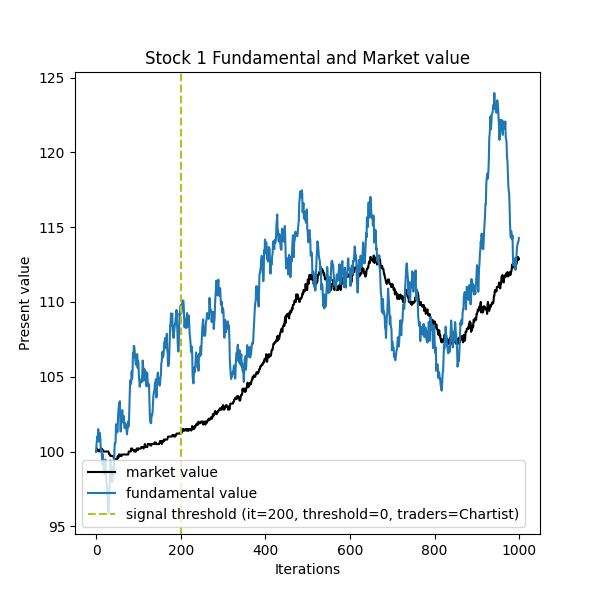 Stock 1 Fundamental and Market value
Present value
125
120
115
110
105
100
95
market value
fundamental value
signal threshold (it=200, threshold=0, traders=Chartist)
0 200 400 600 800 1000
Iterations